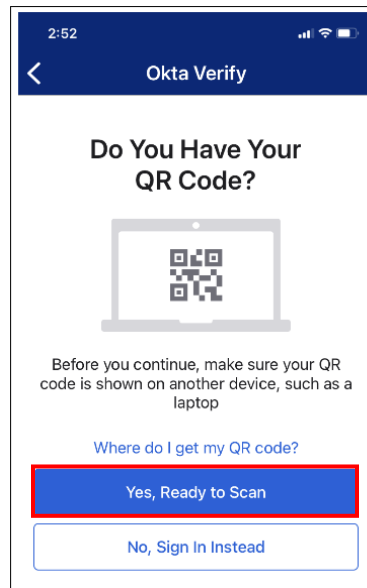 2:52
Okta Verify
Do You Have Your
QR Code?
Before you continue, make sure your QR
code is shown on another device, such as a
laptop
Where do I get my QR code?
Yes, Ready to Scan
No, Sign In Instead